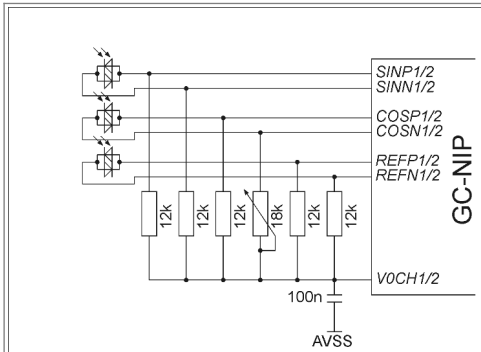 SINP1/2
SINN1/2
COSP1/2
COSN1/2
REFP1/2
REFN1/2
GC-NIP
12k
12k
12k
18k
12k
12k
V0CH1/2
100n
AVSS